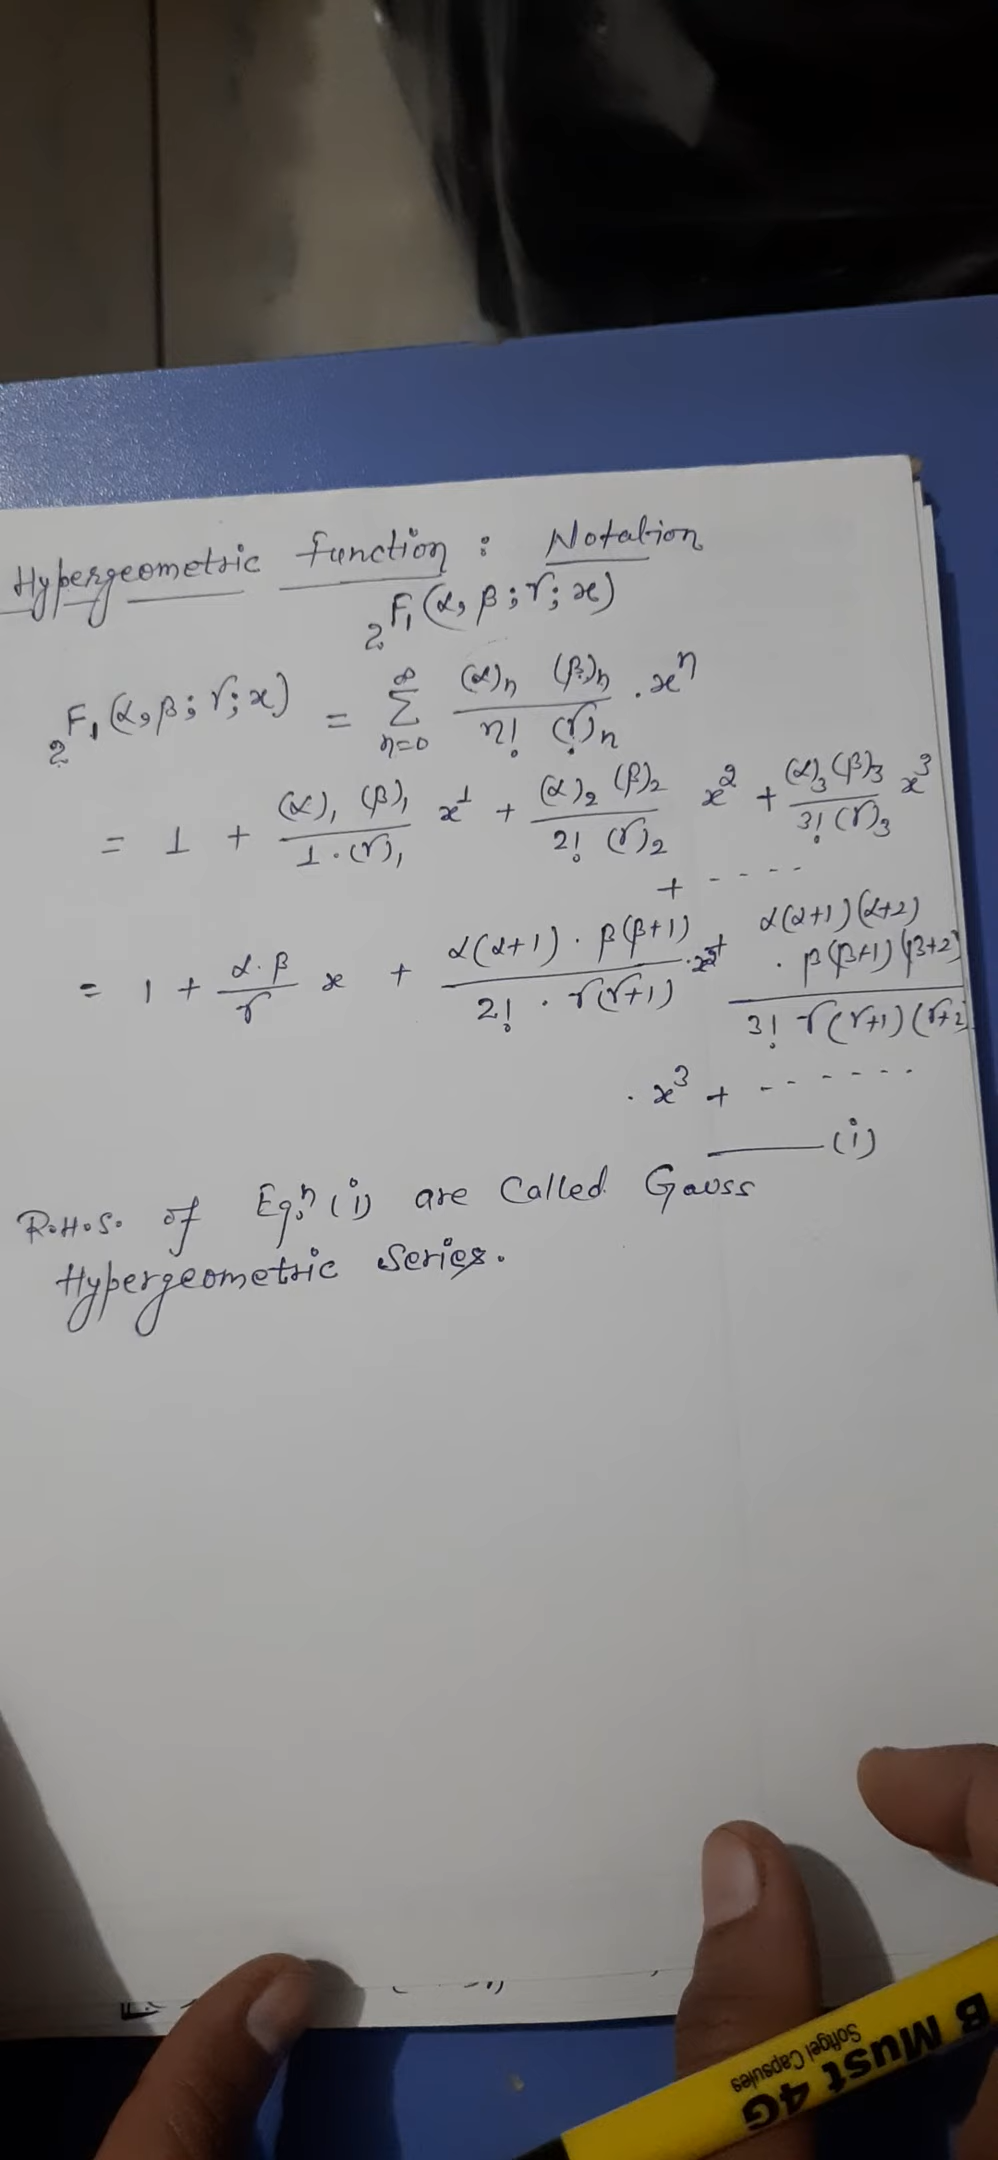 Hypergeometric function : Notation
₂F₁(α, β ; γ ; x)
₂F₁(α, β ; γ ; x) = ∞ Σ n=0 (α)ₙ (β)ₙ / n! (γ)ₙ . xⁿ
= 1 + (α)₁ (β)₁ / 1 . (γ)₁ x¹ + (α)₂ (β)₂ / 2! (γ)₂ x² + (α)₃ (β)₃ / 3! (γ)₃ x³
+ - - - -
= 1 + α . β / γ x + α(α+1) . β(β+1) / 2! . γ(γ+1) . x² + α(α+1)(α+2) . β(β+1)(β+2) / 3! γ(γ+1)(γ+2)
. x³ + - - - - - - -
——— (i)
R.H.S. of Eqⁿ (i) are Called Gauss
Hypergeometric Series.
B Must 4G
Softgel Capsules